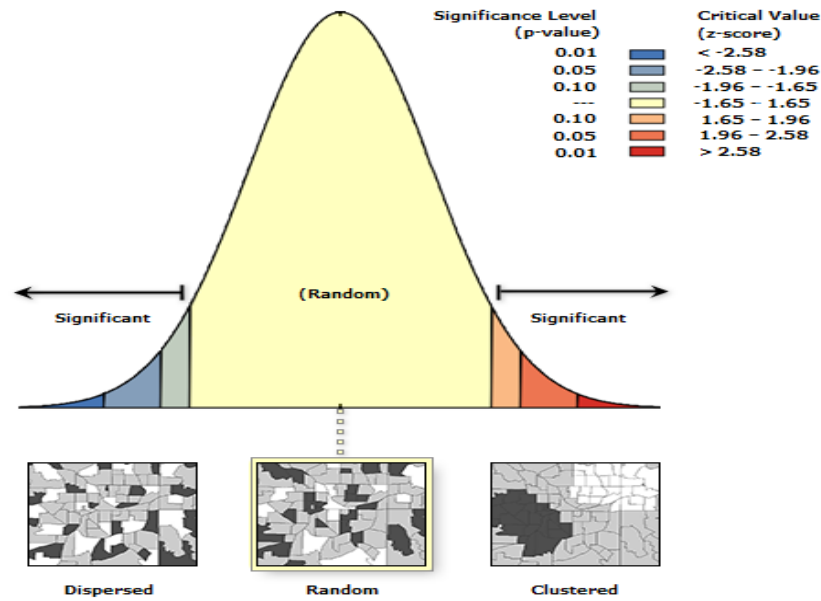 Significance Level (p-value)
Critical Value (z-score)
0.01 < -2.58
0.05 -2.58 – -1.96
0.10 -1.96 – -1.65
--- -1.65 – 1.65
0.10 1.65 – 1.96
0.05 1.96 – 2.58
0.01 > 2.58
(Random)
Significant
Significant
Dispersed
Random
Clustered